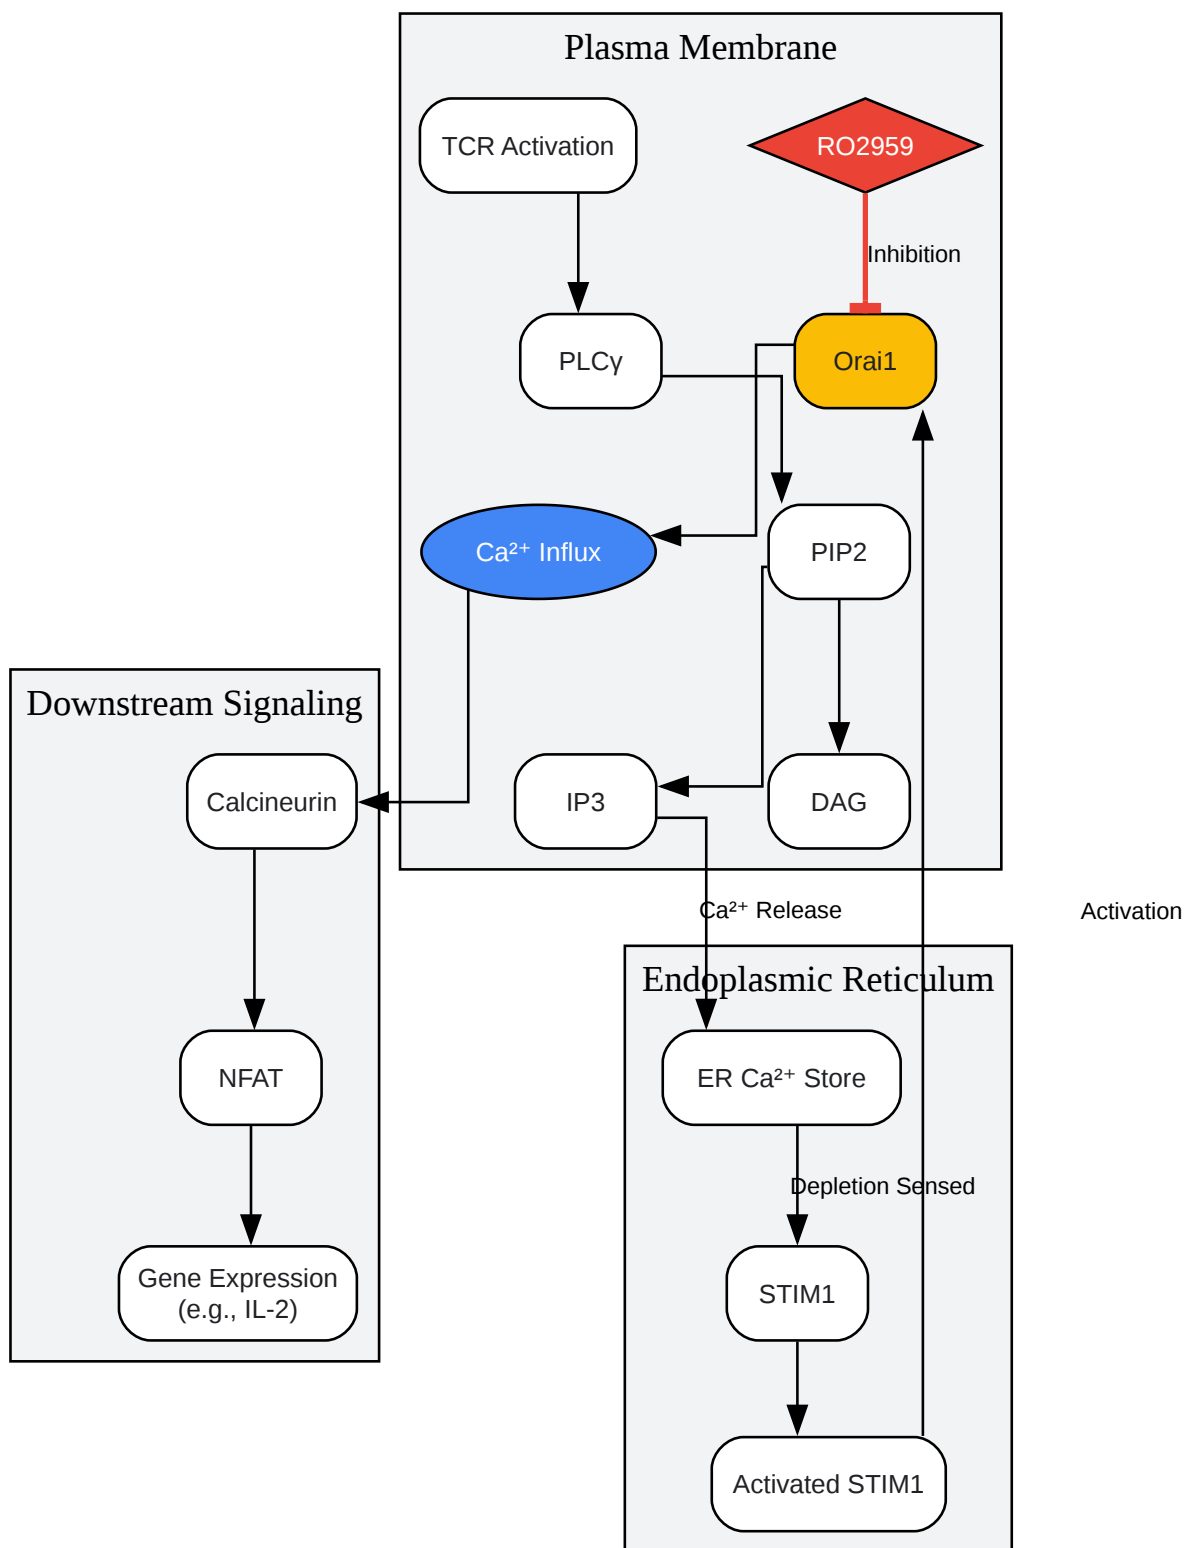 Plasma Membrane
TCR Activation
RO2959
Inhibition
PLCγ
Orai1
Ca²⁺ Influx
PIP2
Downstream Signaling
Calcineurin
IP3
DAG
Ca²⁺ Release
Activation
Endoplasmic Reticulum
NFAT
ER Ca²⁺ Store
Depletion Sensed
Gene Expression
(e.g., IL-2)
STIM1
Activated STIM1